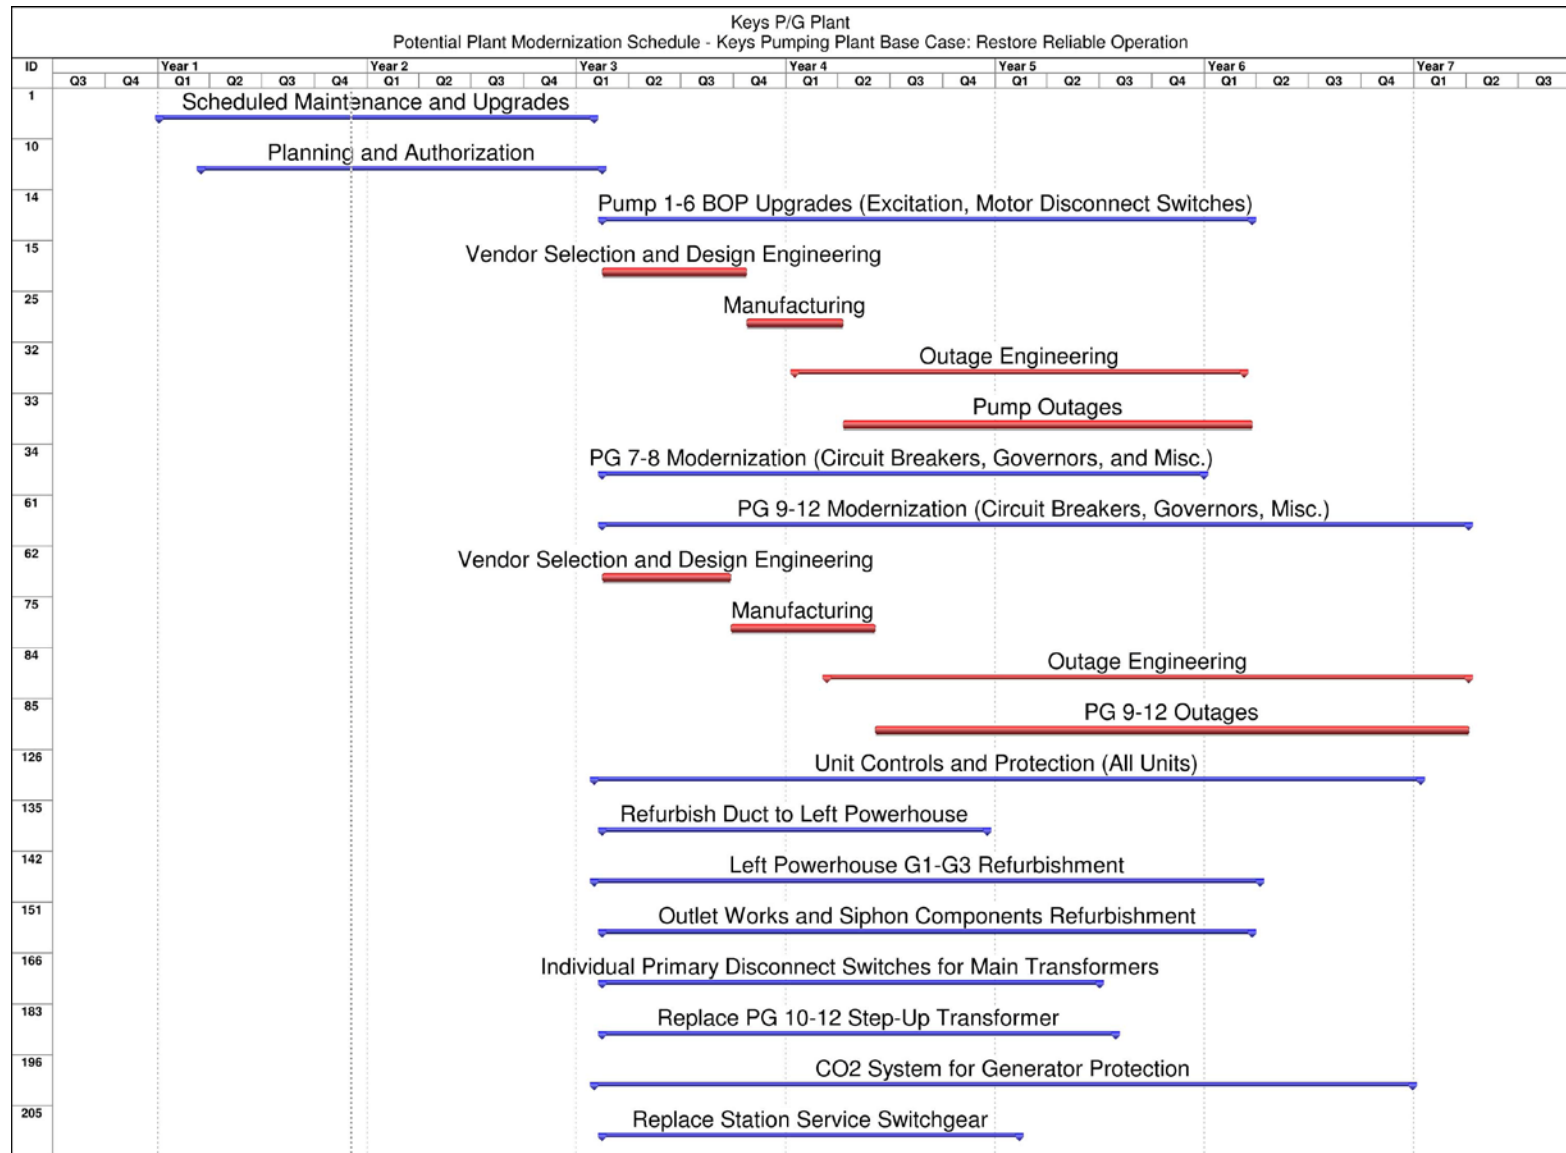 Keys P/G Plant
Potential Plant Modernization Schedule - Keys Pumping Plant Base Case: Restore Reliable Operation
ID Year 1 Year 2 Year 3 Year 4 Year 5 Year 6 Year 7
Q3 Q4 Q1 Q2 Q3 Q4 Q1 Q2 Q3 Q4 Q1 Q2 Q3 Q4 Q1 Q2 Q3 Q4 Q1 Q2 Q3 Q4 Q1 Q2 Q3 Q4 Q1 Q2 Q3
1 Scheduled Maintenance and Upgrades
10 Planning and Authorization
14 Pump 1-6 BOP Upgrades (Excitation, Motor Disconnect Switches)
15 Vendor Selection and Design Engineering
25 Manufacturing
32 Outage Engineering
33 Pump Outages
34 PG 7-8 Modernization (Circuit Breakers, Governors, and Misc.)
61 PG 9-12 Modernization (Circuit Breakers, Governors, Misc.)
62 Vendor Selection and Design Engineering
75 Manufacturing
84 Outage Engineering
85 PG 9-12 Outages
126 Unit Controls and Protection (All Units)
135 Refurbish Duct to Left Powerhouse
142 Left Powerhouse G1-G3 Refurbishment
151 Outlet Works and Siphon Components Refurbishment
166 Individual Primary Disconnect Switches for Main Transformers
183 Replace PG 10-12 Step-Up Transformer
196 CO2 System for Generator Protection
205 Replace Station Service Switchgear